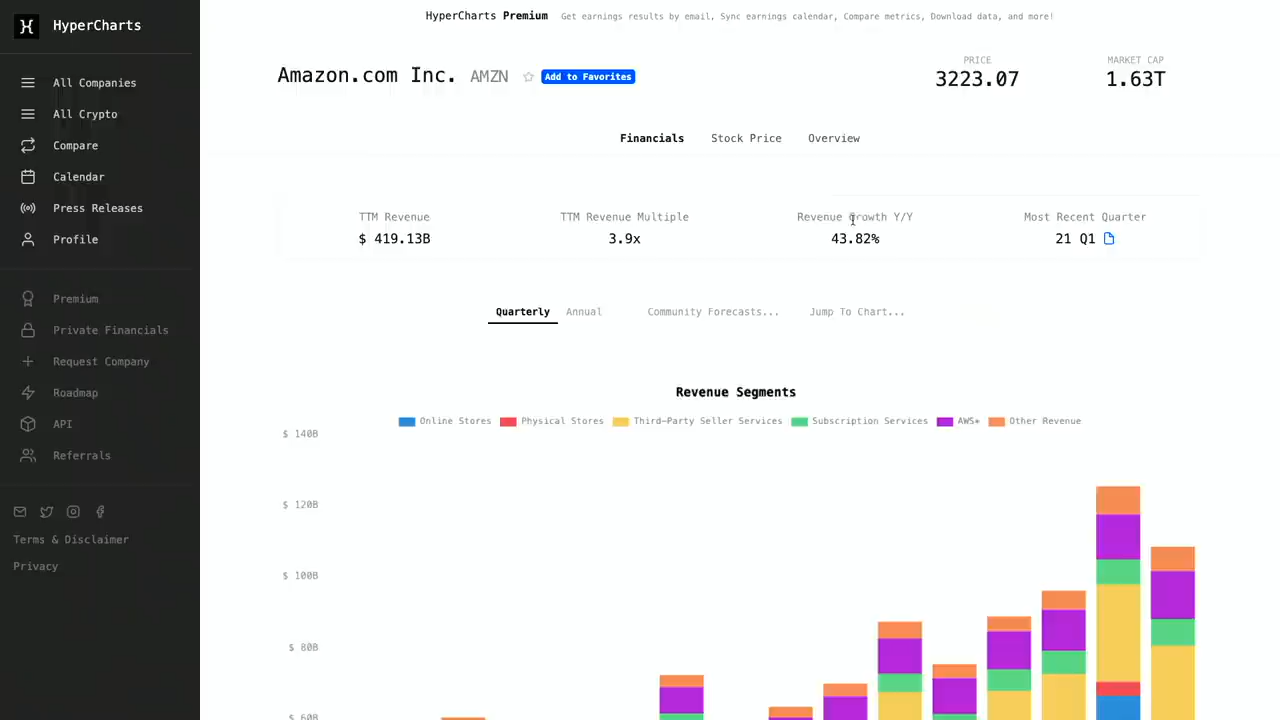 HyperCharts
All Companies
All Crypto
Compare
Calendar
Press Releases
Profile
Premium
Private Financials
Request Company
Roadmap
API
Referrals
Terms & Disclaimer
Privacy
HyperCharts Premium Get earnings results by email, Sync earnings calendar, Compare metrics, Download data, and more!
Amazon.com Inc. AMZN Add to Favorites
PRICE
3223.07
MARKET CAP
1.63T
Financials Stock Price Overview
TTM Revenue
$ 419.13B
TTM Revenue Multiple
3.9x
Revenue Growth Y/Y
43.82%
Most Recent Quarter
21 Q1
Quarterly Annual Community Forecasts... Jump To Chart...
Revenue Segments
Online Stores Physical Stores Third-Party Seller Services Subscription Services AWS* Other Revenue
$ 140B
$ 120B
$ 100B
$ 80B
$ 60B